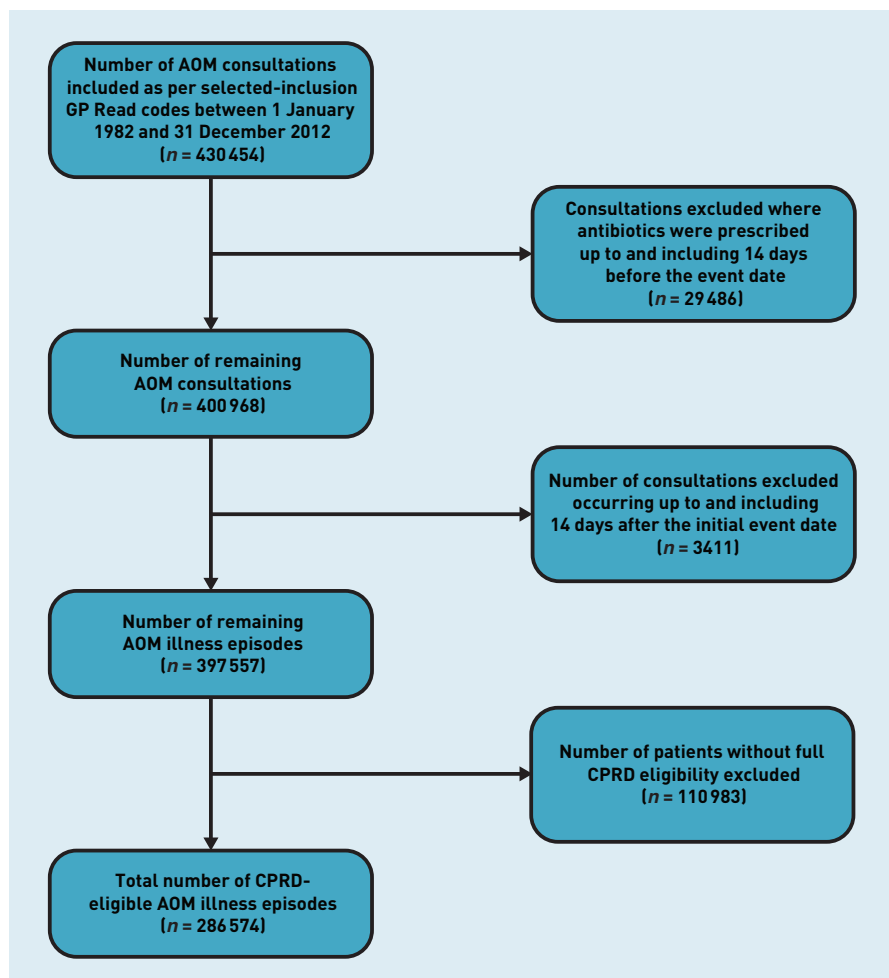 Number of AOM consultations
included as per selected-inclusion
GP Read codes between 1 January
1982 and 31 December 2012
(n = 430 454)
Consultations excluded where
antibiotics were prescribed
up to and including 14 days
before the event date
(n = 29 486)
Number of remaining
AOM consultations
(n = 400 968)
Number of consultations excluded
occurring up to and including
14 days after the initial event date
(n = 3411)
Number of remaining
AOM illness episodes
(n = 397 557)
Number of patients without full
CPRD eligibility excluded
(n = 110 983)
Total number of CPRD-
eligible AOM illness episodes
(n = 286 574)